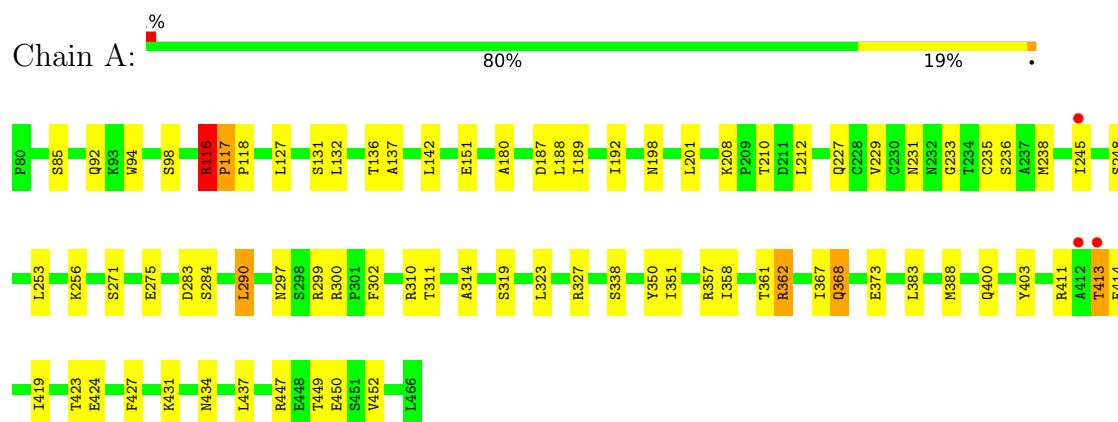 .%
Chain A:
80% 19% •
P80 S85 Q92 K93 W94 S98 R116 P117 P118 L127 S131 L132 T136 A137 L142 E151 A180 D187 L188 I189 I192 N198 L201 K208 P209 T210 D211 L212 Q227 C228 V229 C230 N231 N232 G233 T234 C235 S236 A237 M238 I245 S248
L253 K256 S271 E275 D283 S284 L290 N297 S298 R299 R300 P301 F302 R310 T311 A314 S319 L323 R327 S338 Y350 I351 R357 I358 T361 R362 I367 Q368 E373 L383 M388 Q400 Y403 R411 A412 T413
I419 T423 E424 F427 K431 N434 L437 R447 E448 T449 E450 S451 V452 L466